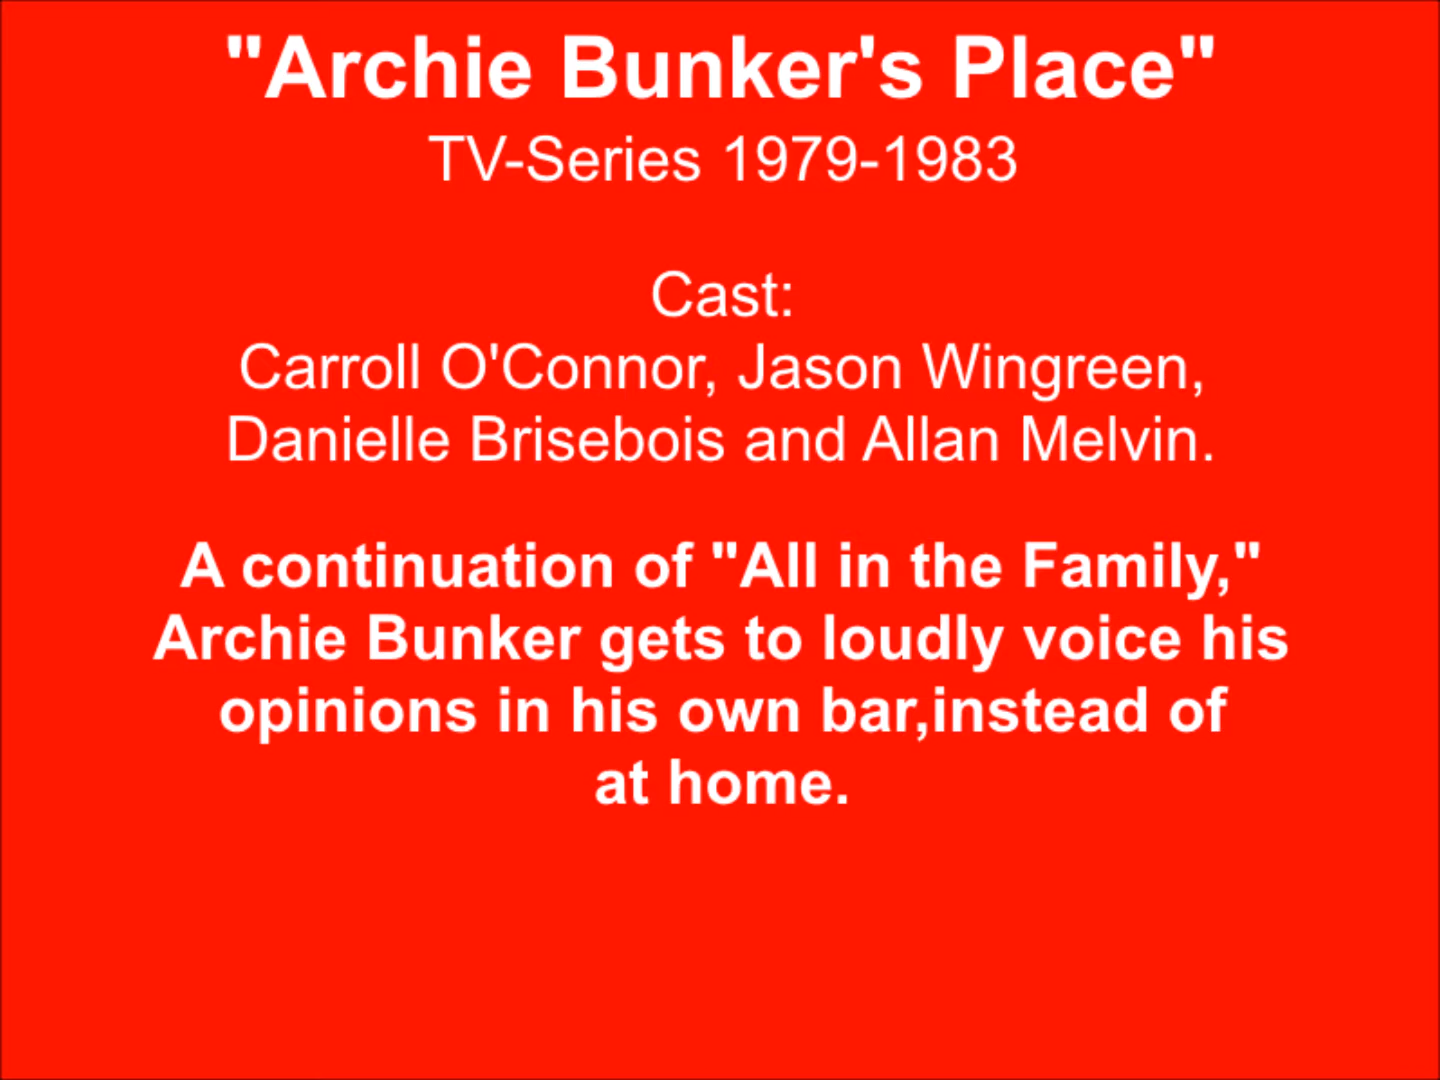 "Archie Bunker's Place"
TV-Series 1979-1983
Cast:
Carroll O'Connor, Jason Wingreen,
Danielle Brisebois and Allan Melvin.
A continuation of "All in the Family,"
Archie Bunker gets to loudly voice his
opinions in his own bar,instead of
at home.